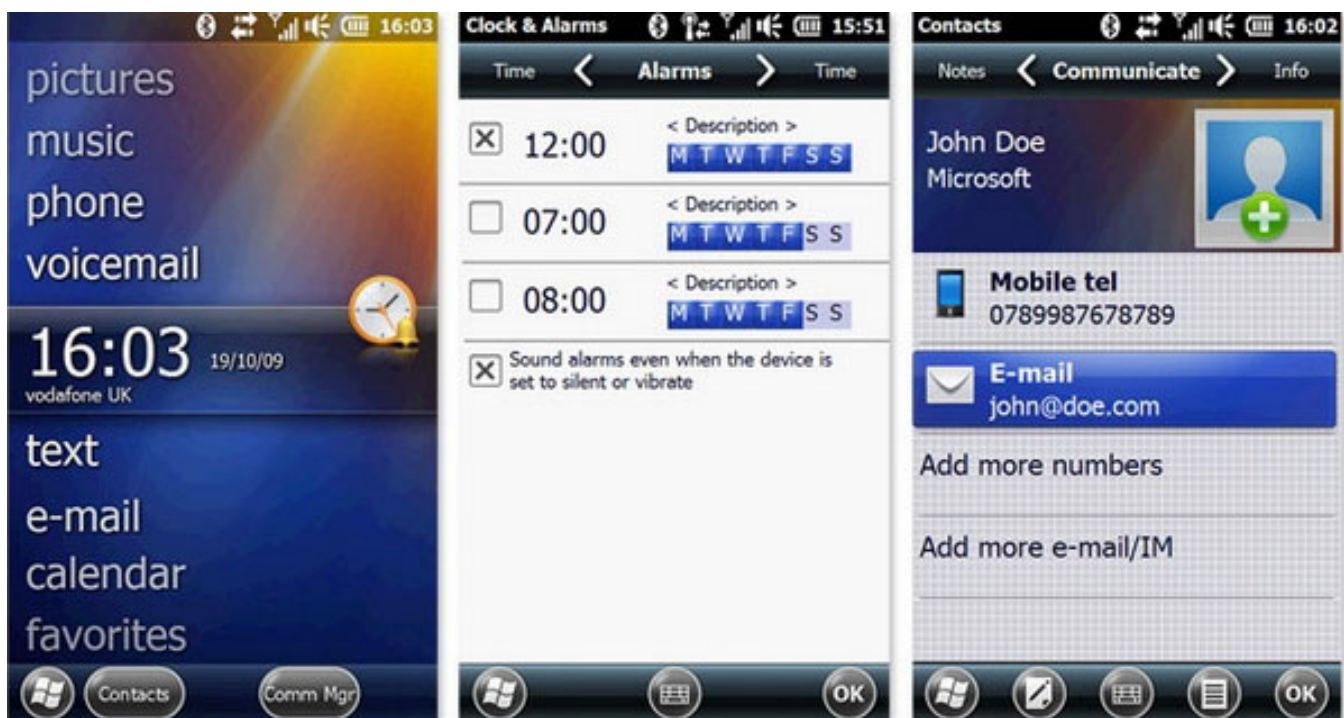 16:03
pictures
music
phone
voicemail
16:03 19/10/09
vodafone UK
text
e-mail
calendar
favorites
Contacts Comm Mgr
Clock & Alarms 15:51
Time Alarms Time
< Description >
12:00 M T W T F S S
< Description >
07:00 M T W T F S S
< Description >
08:00 M T W T F S S
Sound alarms even when the device is
set to silent or vibrate
OK
Contacts 16:02
Notes Communicate Info
John Doe
Microsoft
Mobile tel
0789987678789
E-mail
john@doe.com
Add more numbers
Add more e-mail/IM
OK